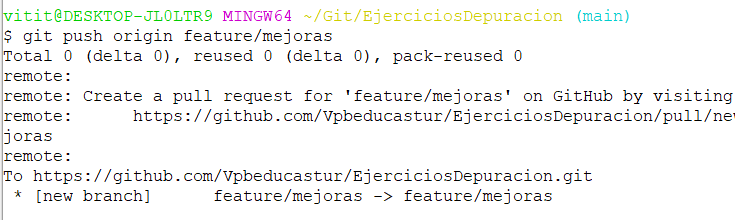 vitit@DESKTOP-JL0LTR9 MINGW64 ~/Git/EjerciciosDepuracion (main)
$ git push origin feature/mejoras
Total 0 (delta 0), reused 0 (delta 0), pack-reused 0
remote:
remote: Create a pull request for 'feature/mejoras' on GitHub by visiting
remote:      https://github.com/Vpbeducastur/EjerciciosDepuracion/pull/new
joras
remote:
To https://github.com/Vpbeducastur/EjerciciosDepuracion.git
 * [new branch]      feature/mejoras -> feature/mejoras